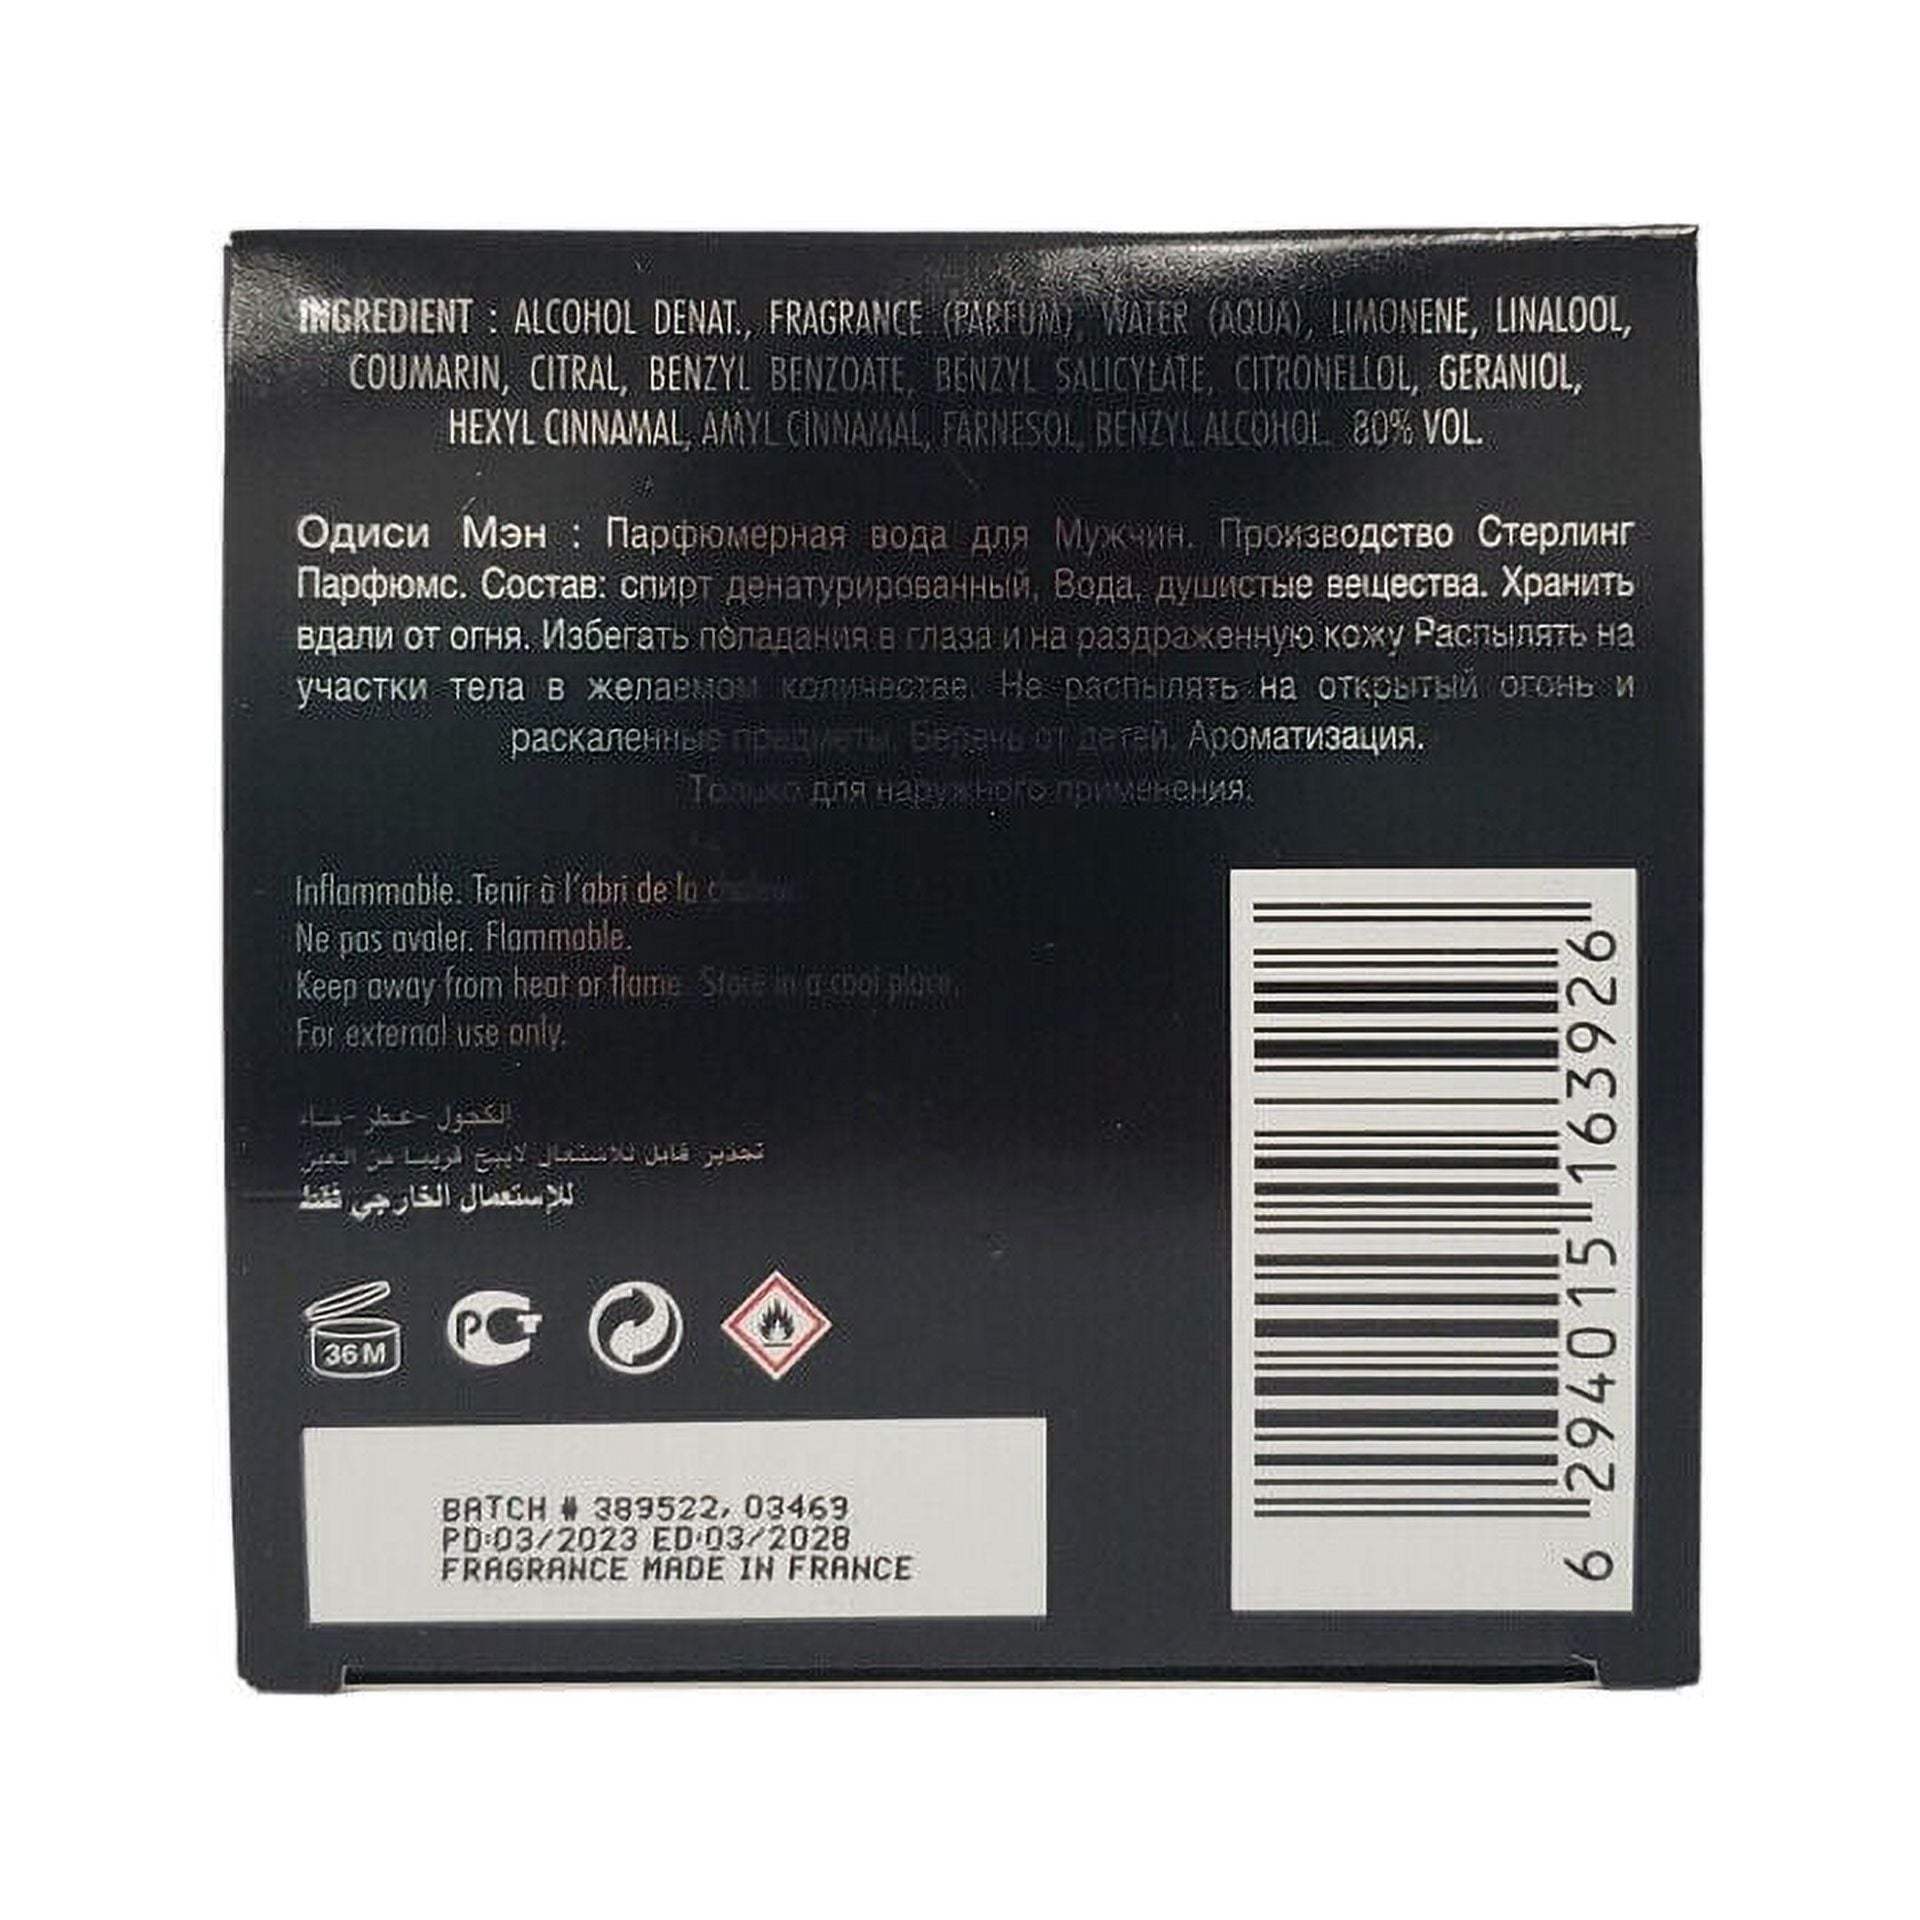 INGREDIENT : ALCOHOL DENAT., FRAGRANCE (PARFUM), WATER (AQUA), LIMONENE, LINALOOL,
COUMARIN, CITRAL, BENZYL BENZOATE, BENZYL SALICYLATE, CITRONELLOL, GERANIOL,
HEXYL CINNAMAL, AMYL CINNAMAL, FARNESOL, BENZYL ALCOHOL. 80% VOL.
Одиси Мэн : Парфюмерная вода для Мужчин. Производство Стерлинг
Парфюмс. Состав: спирт денатурированный, Вода, душистые вещества. Хранить
вдали от огня. Избегать попадания в глаза и на раздраженную кожу Распылять на
участки тела в желаемом количестве. Не распылять на открытый огонь и
раскаленные предметы. Беречь от детей. Ароматизация.
Только для наружного применения.
Inflammable. Tenir à l'abri de la
Ne pas avaler. Flammable.
Keep away from heat or flame. Store in a cool place.
For external use only.
الكحول - عطر - ماء
تحذير قابل للاشتعال
للإستعمال الخارجي فقط
36 M
РСТ
BATCH # 389522, 03469
PD:03/2023 ED:03/2028
FRAGRANCE MADE IN FRANCE
6 294015 163926